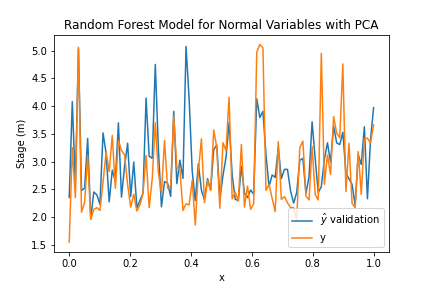 Random Forest Model for Normal Variables with PCA
Stage (m)
5.0
4.5
4.0
3.5
3.0
2.5
2.0
1.5
ŷ validation
y
0.0 0.2 0.4 0.6 0.8 1.0
x